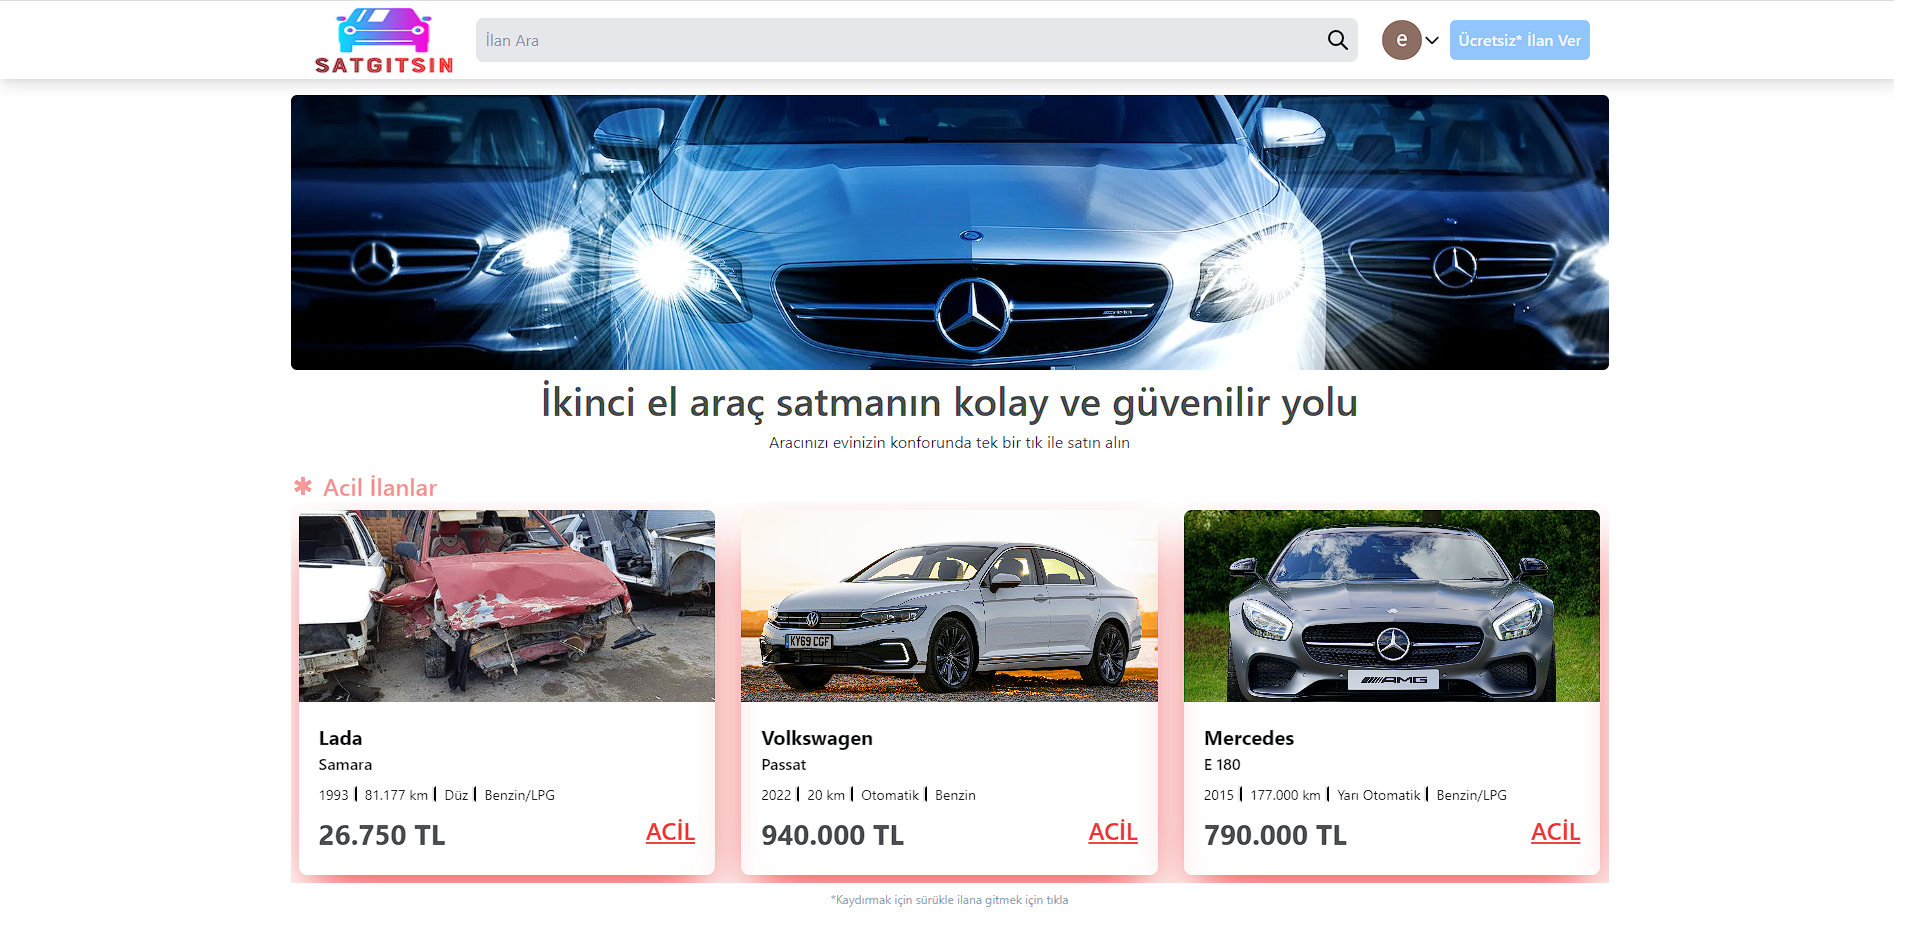 SATGITSIN
İlan Ara
e
Ücretsiz* İlan Ver
İkinci el araç satmanın kolay ve güvenilir yolu
Aracınızı evinizin konforunda tek bir tık ile satın alın
* Acil İlanlar
KY69 CGF
AMG
Lada
Samara
1993 | 81.177 km | Düz | Benzin/LPG
26.750 TL
ACİL
Volkswagen
Passat
2022 | 20 km | Otomatik | Benzin
940.000 TL
ACİL
Mercedes
E 180
2015 | 177.000 km | Yarı Otomatik | Benzin/LPG
790.000 TL
ACİL
*Kaydırmak için sürükle ilana gitmek için tıkla